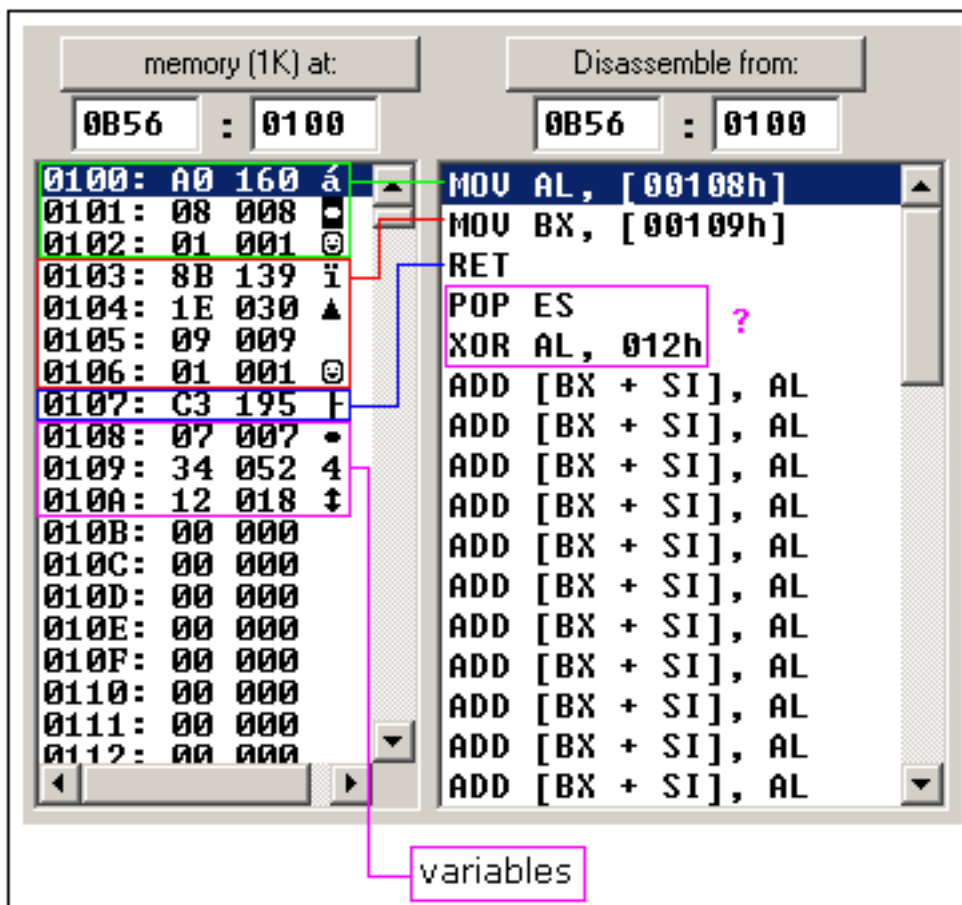 memory (1K) at:
0B56 : 0100
0100: A0 160 á
0101: 08 008 ◘
0102: 01 001 ☺
0103: 8B 139 ï
0104: 1E 030 ▲
0105: 09 009
0106: 01 001 ☺
0107: C3 195 ├
0108: 07 007 •
0109: 34 052 4
010A: 12 018 ↕
010B: 00 000
010C: 00 000
010D: 00 000
010E: 00 000
010F: 00 000
0110: 00 000
0111: 00 000
0112: 00 000
Disassemble from:
0B56 : 0100
MOV AL, [00108h]
MOV BX, [00109h]
RET
POP ES
XOR AL, 012h
?
ADD [BX + SI], AL
ADD [BX + SI], AL
ADD [BX + SI], AL
ADD [BX + SI], AL
ADD [BX + SI], AL
ADD [BX + SI], AL
ADD [BX + SI], AL
ADD [BX + SI], AL
ADD [BX + SI], AL
ADD [BX + SI], AL
ADD [BX + SI], AL
variables